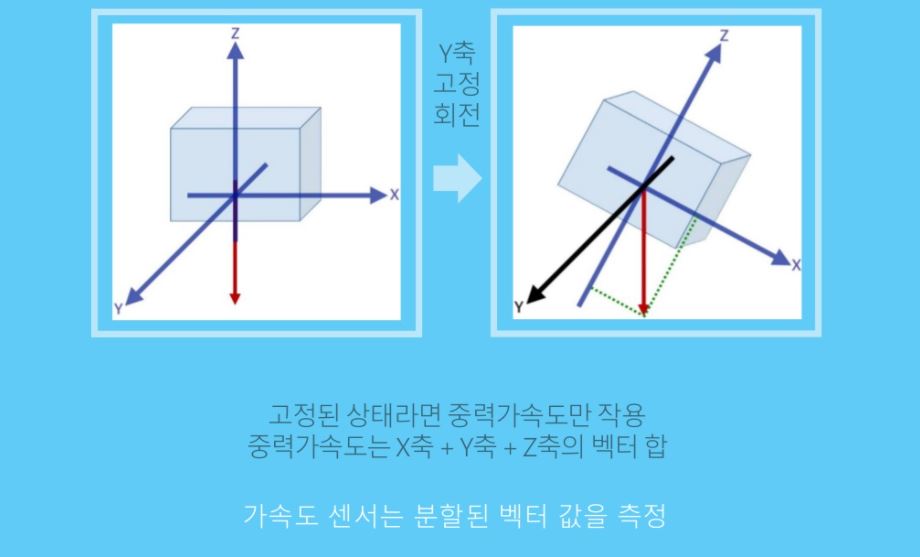 Z
X
Y
Y축
고정
회전
Z
X
Y
고정된 상태라면 중력가속도만 작용
중력가속도는 X축 + Y축 + Z축의 벡터 합
가속도 센서는 분할된 벡터 값을 측정